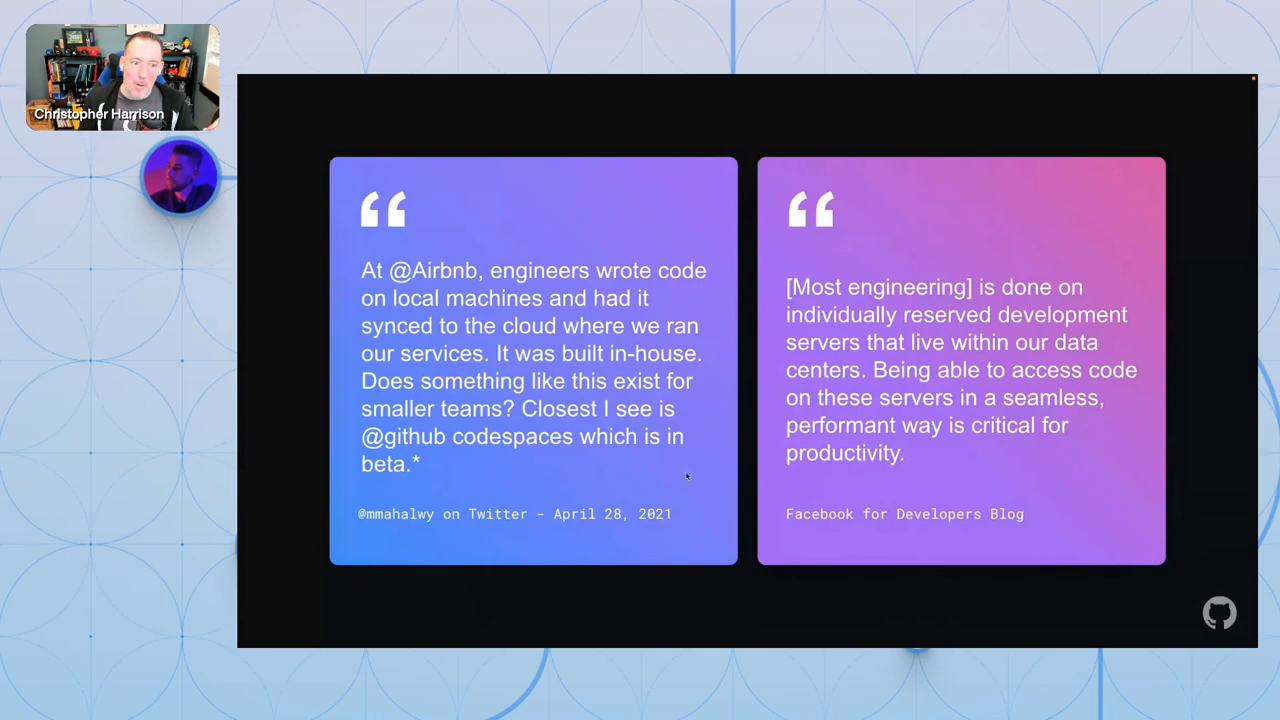 Christopher Harrison
At @Airbnb, engineers wrote code
on local machines and had it
synced to the cloud where we ran
our services. It was built in-house.
Does something like this exist for
smaller teams? Closest I see is
@github codespaces which is in
beta.*
@mmahalwy on Twitter - April 28, 2021
[Most engineering] is done on
individually reserved development
servers that live within our data
centers. Being able to access code
on these servers in a seamless,
performant way is critical for
productivity.
Facebook for Developers Blog